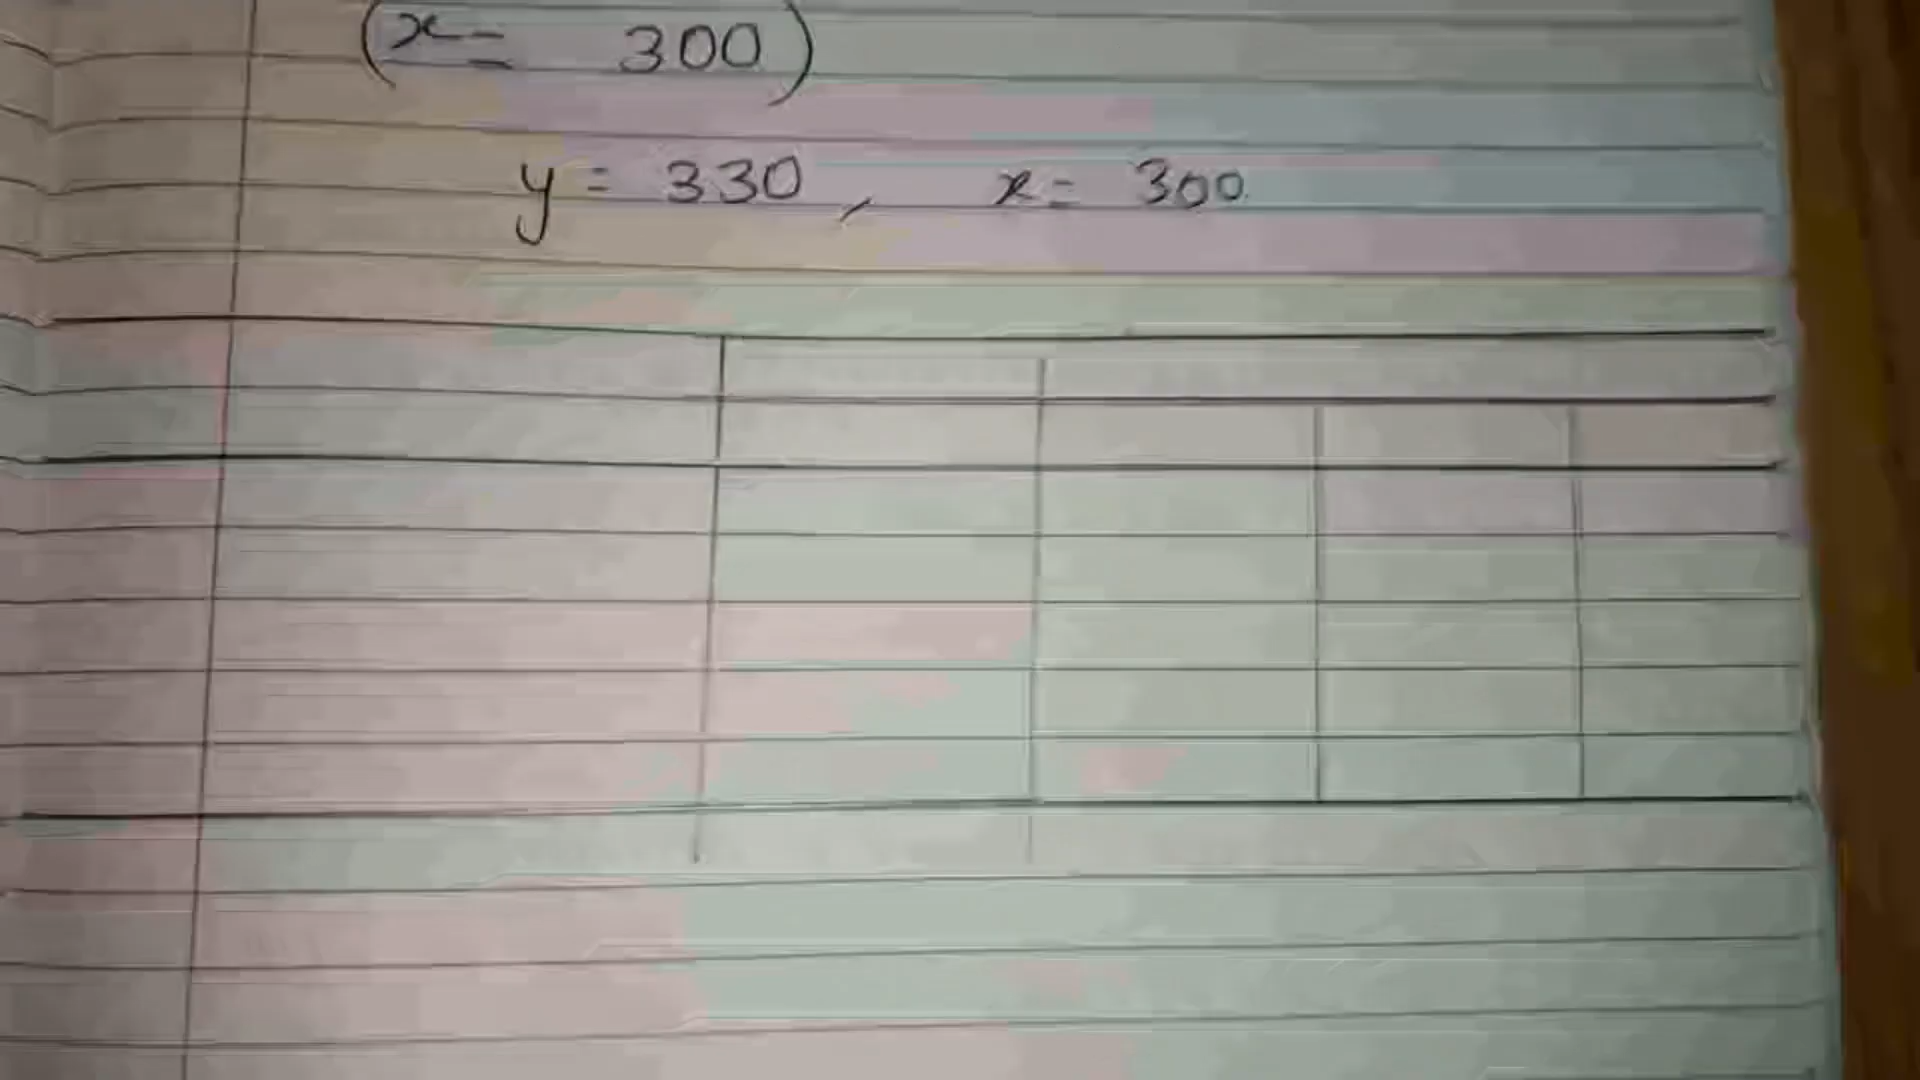 (x = 300)
y = 330 , x = 300